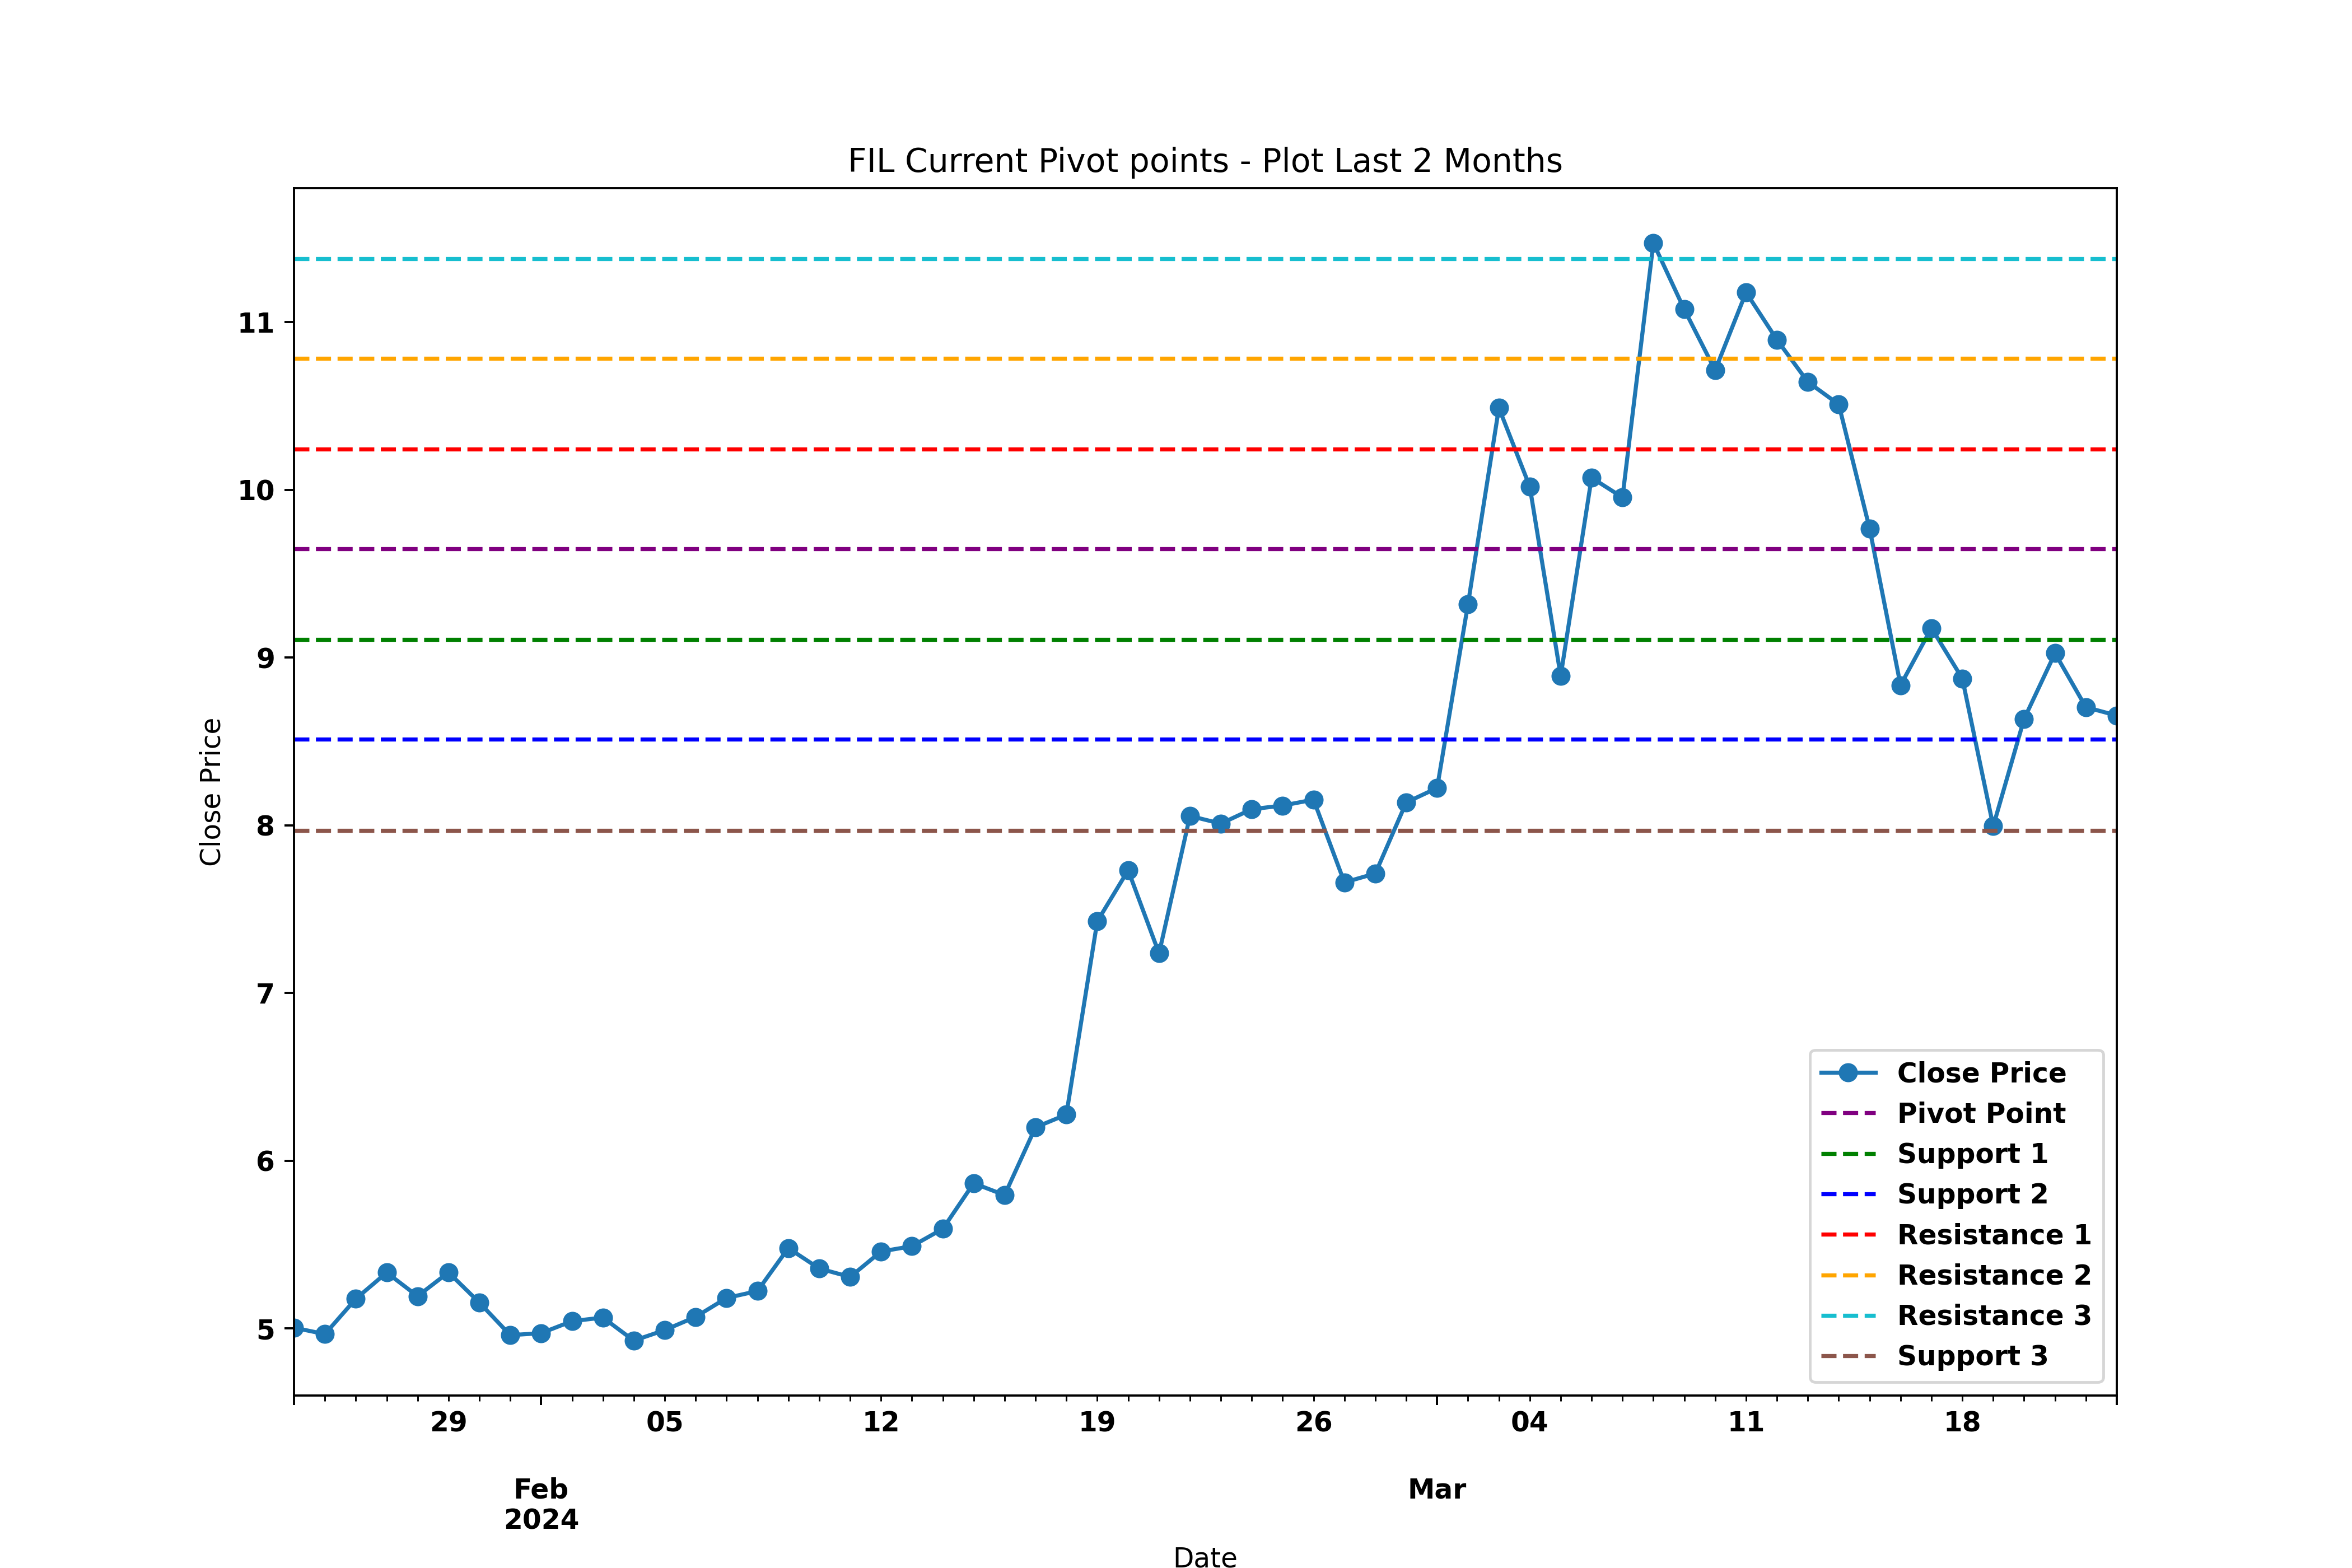 FIL Current Pivot points - Plot Last 2 Months
Close Price
11
10
9
8
7
6
5
Close Price
Pivot Point
Support 1
Support 2
Resistance 1
Resistance 2
Resistance 3
Support 3
29 05 12 19 26 04 11 18
Feb Mar
2024
Date